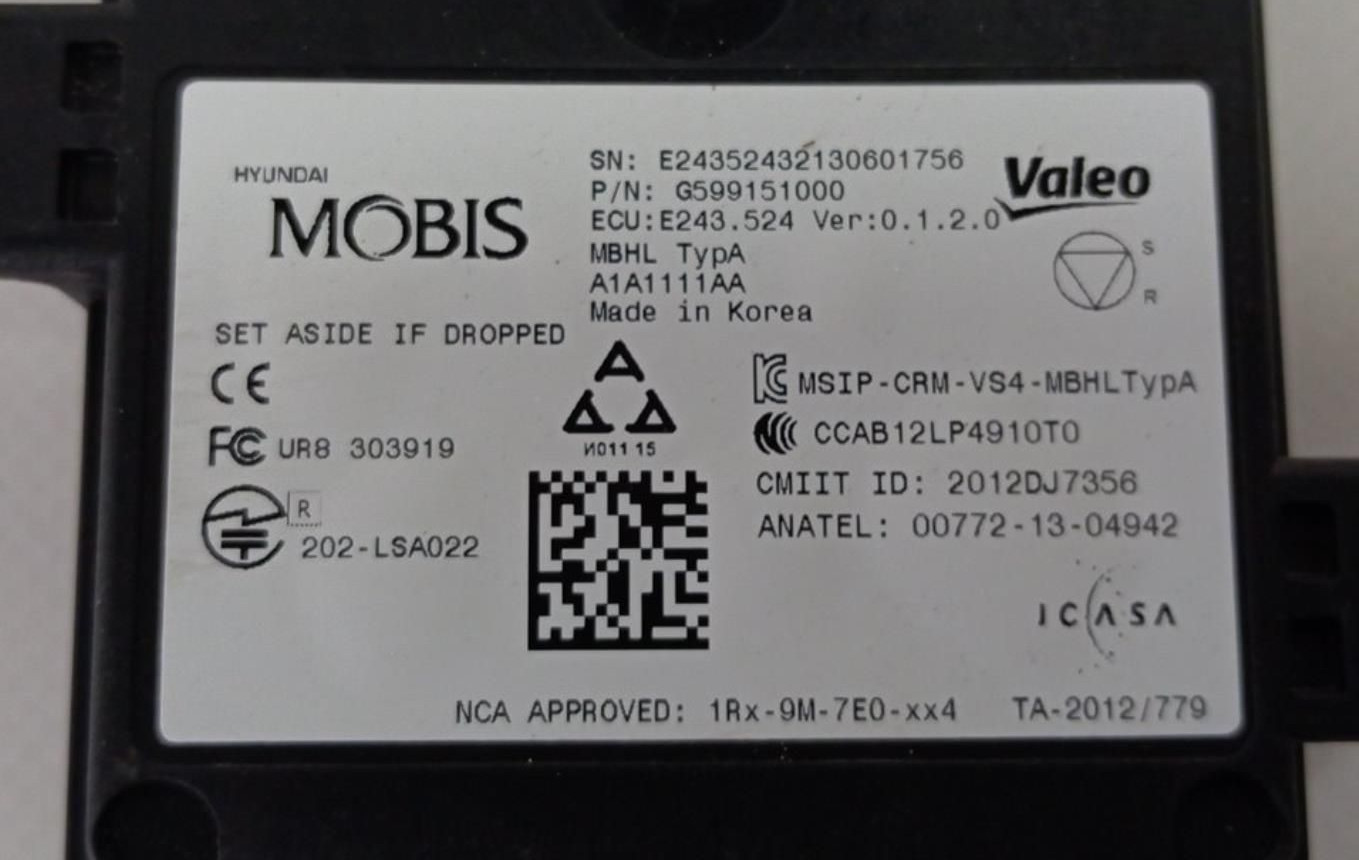 HYUNDAI
MOBIS
SN: E24352432130601756
P/N: G599151000
ECU:E243.524 Ver:0.1.2.0
MBHL TypA
A1A1111AA
Made in Korea
Valeo
S
R
SET ASIDE IF DROPPED
CE
FC UR8 303919
R
202-LSA022
A
И011 15
MSIP-CRM-VS4-MBHLTypA
CCAB12LP4910T0
CMIIT ID: 2012DJ7356
ANATEL: 00772-13-04942
ICASA
NCA APPROVED: 1Rx-9M-7E0-xx4
TA-2012/779